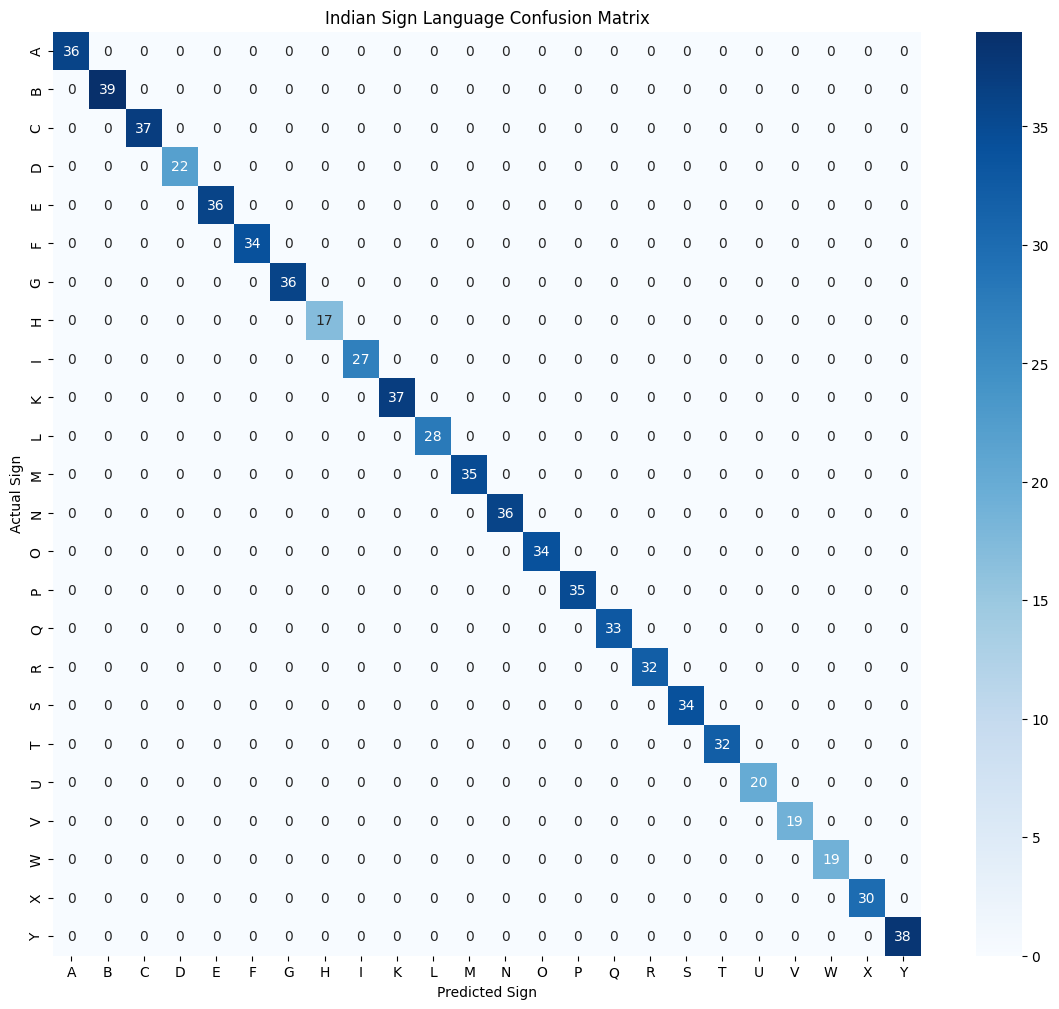 Indian Sign Language Confusion Matrix
A 36 0 0 0 0 0 0 0 0 0 0 0 0 0 0 0 0 0 0 0 0 0 0 0
B 0 39 0 0 0 0 0 0 0 0 0 0 0 0 0 0 0 0 0 0 0 0 0 0
C 0 0 37 0 0 0 0 0 0 0 0 0 0 0 0 0 0 0 0 0 0 0 0 0
D 0 0 0 22 0 0 0 0 0 0 0 0 0 0 0 0 0 0 0 0 0 0 0 0
E 0 0 0 0 36 0 0 0 0 0 0 0 0 0 0 0 0 0 0 0 0 0 0 0
F 0 0 0 0 0 34 0 0 0 0 0 0 0 0 0 0 0 0 0 0 0 0 0 0
G 0 0 0 0 0 0 36 0 0 0 0 0 0 0 0 0 0 0 0 0 0 0 0 0
H 0 0 0 0 0 0 0 17 0 0 0 0 0 0 0 0 0 0 0 0 0 0 0 0
I 0 0 0 0 0 0 0 0 27 0 0 0 0 0 0 0 0 0 0 0 0 0 0 0
K 0 0 0 0 0 0 0 0 0 37 0 0 0 0 0 0 0 0 0 0 0 0 0 0
L 0 0 0 0 0 0 0 0 0 0 28 0 0 0 0 0 0 0 0 0 0 0 0 0
M 0 0 0 0 0 0 0 0 0 0 0 35 0 0 0 0 0 0 0 0 0 0 0 0
N 0 0 0 0 0 0 0 0 0 0 0 0 36 0 0 0 0 0 0 0 0 0 0 0
O 0 0 0 0 0 0 0 0 0 0 0 0 0 34 0 0 0 0 0 0 0 0 0 0
P 0 0 0 0 0 0 0 0 0 0 0 0 0 0 35 0 0 0 0 0 0 0 0 0
Q 0 0 0 0 0 0 0 0 0 0 0 0 0 0 0 33 0 0 0 0 0 0 0 0
R 0 0 0 0 0 0 0 0 0 0 0 0 0 0 0 0 32 0 0 0 0 0 0 0
S 0 0 0 0 0 0 0 0 0 0 0 0 0 0 0 0 0 34 0 0 0 0 0 0
T 0 0 0 0 0 0 0 0 0 0 0 0 0 0 0 0 0 0 32 0 0 0 0 0
U 0 0 0 0 0 0 0 0 0 0 0 0 0 0 0 0 0 0 0 20 0 0 0 0
V 0 0 0 0 0 0 0 0 0 0 0 0 0 0 0 0 0 0 0 0 19 0 0 0
W 0 0 0 0 0 0 0 0 0 0 0 0 0 0 0 0 0 0 0 0 0 19 0 0
X 0 0 0 0 0 0 0 0 0 0 0 0 0 0 0 0 0 0 0 0 0 0 30 0
Y 0 0 0 0 0 0 0 0 0 0 0 0 0 0 0 0 0 0 0 0 0 0 0 38
A B C D E F G H I K L M N O P Q R S T U V W X Y
Predicted Sign
Actual Sign
35
30
25
20
15
10
5
0